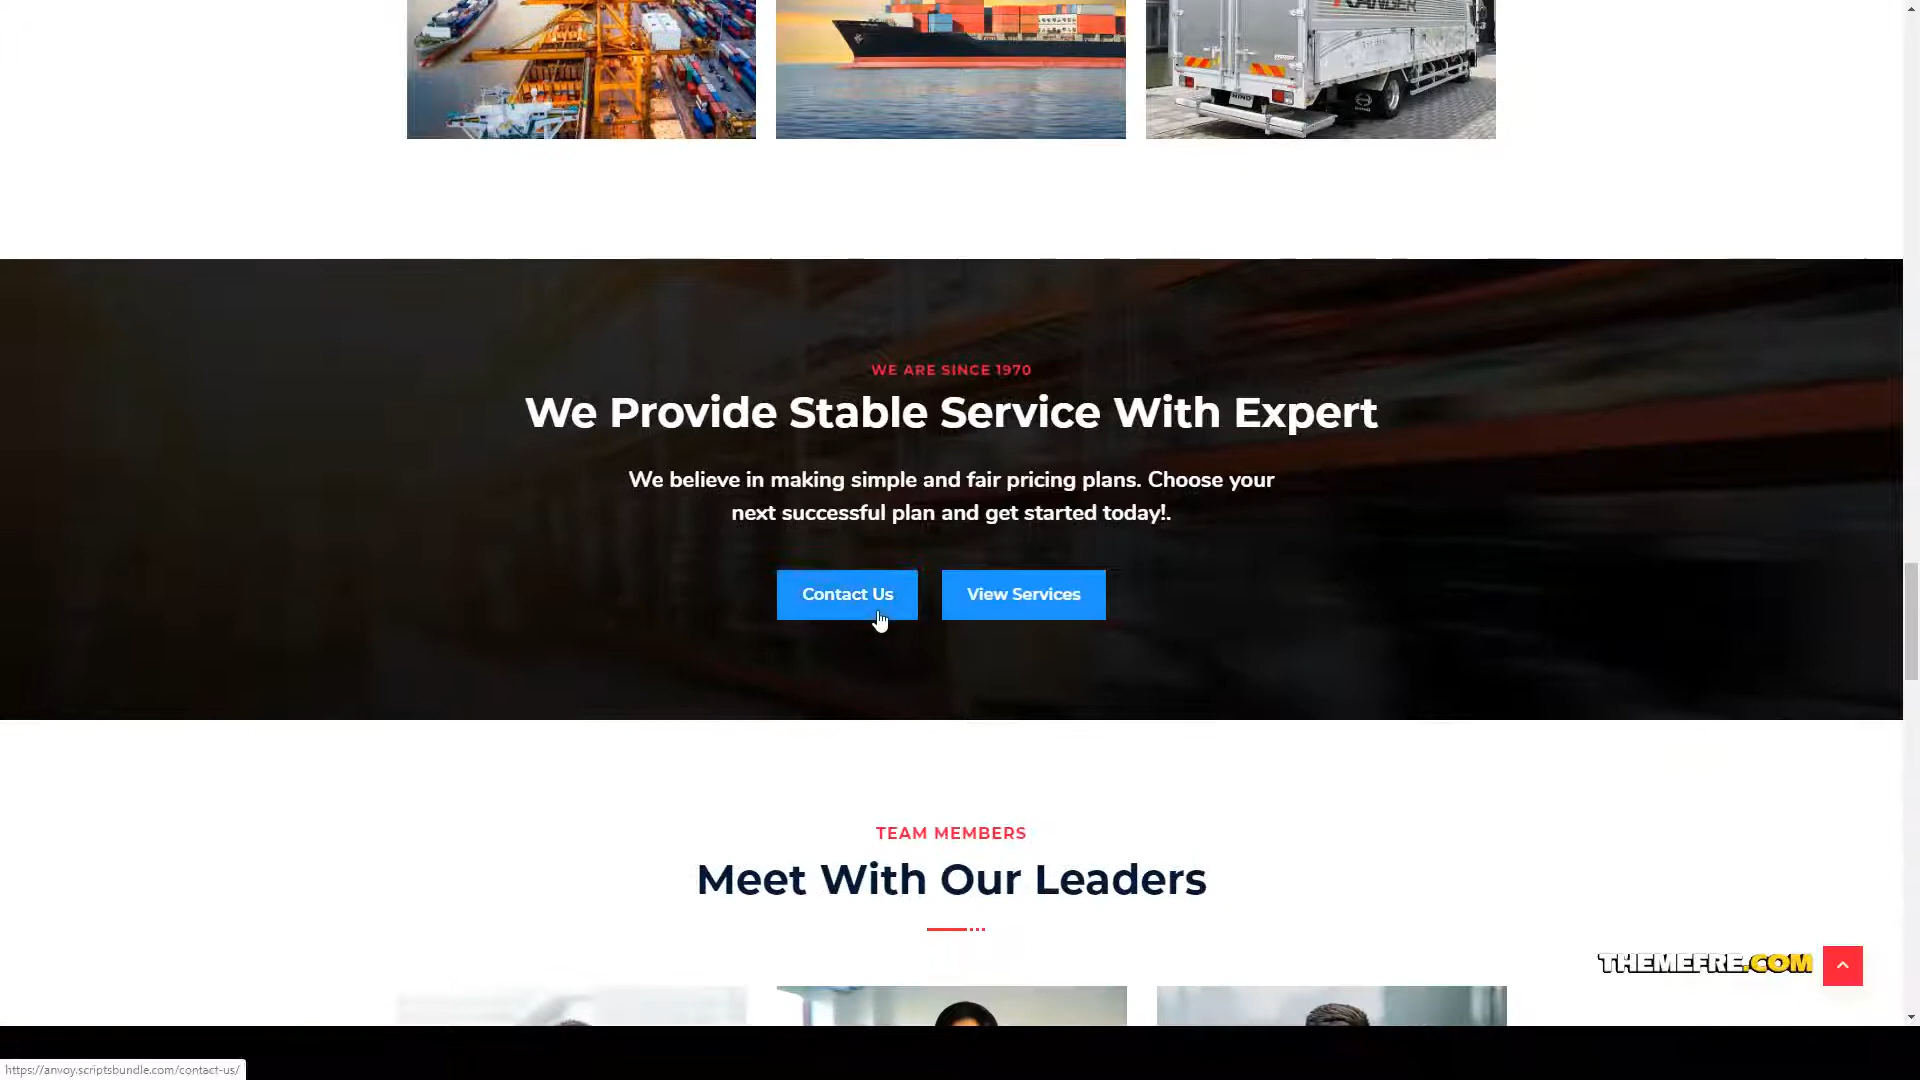 HINO
WE ARE SINCE 1970
We Provide Stable Service With Expert
We believe in making simple and fair pricing plans. Choose your
next successful plan and get started today!.
Contact Us
View Services
TEAM MEMBERS
Meet With Our Leaders
THEMEFRE.COM
https://anvoy.scriptsbundle.com/contact-us/